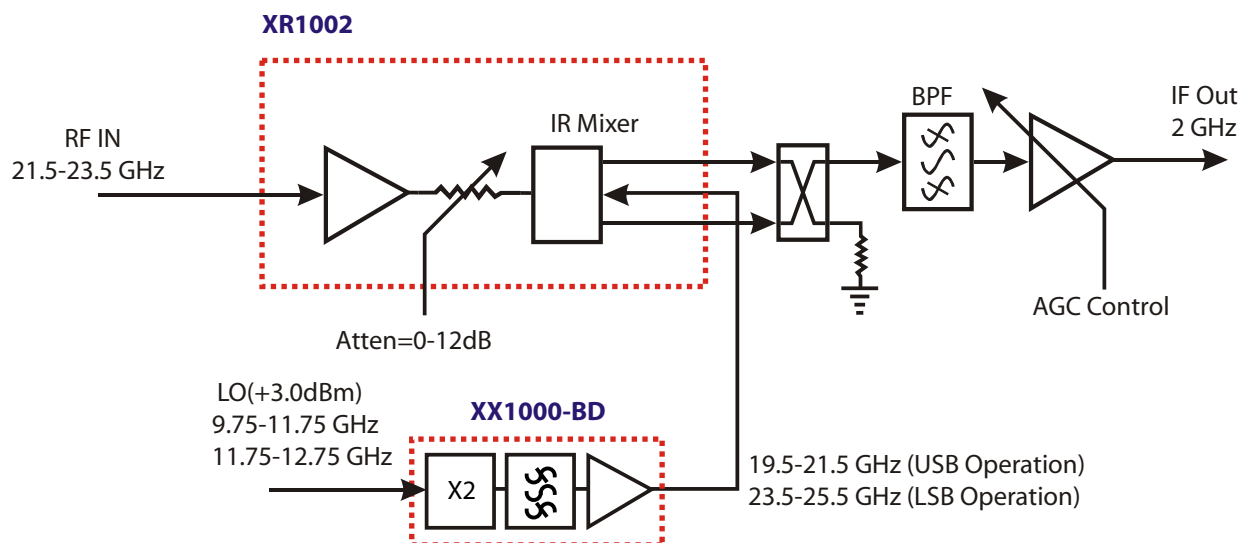 XR1002
RF IN
21.5-23.5 GHz
IR Mixer
BPF
IF Out
2 GHz
Atten=0-12dB
AGC Control
LO(+3.0dBm)
9.75-11.75 GHz
11.75-12.75 GHz
XX1000-BD
X2
19.5-21.5 GHz (USB Operation)
23.5-25.5 GHz (LSB Operation)